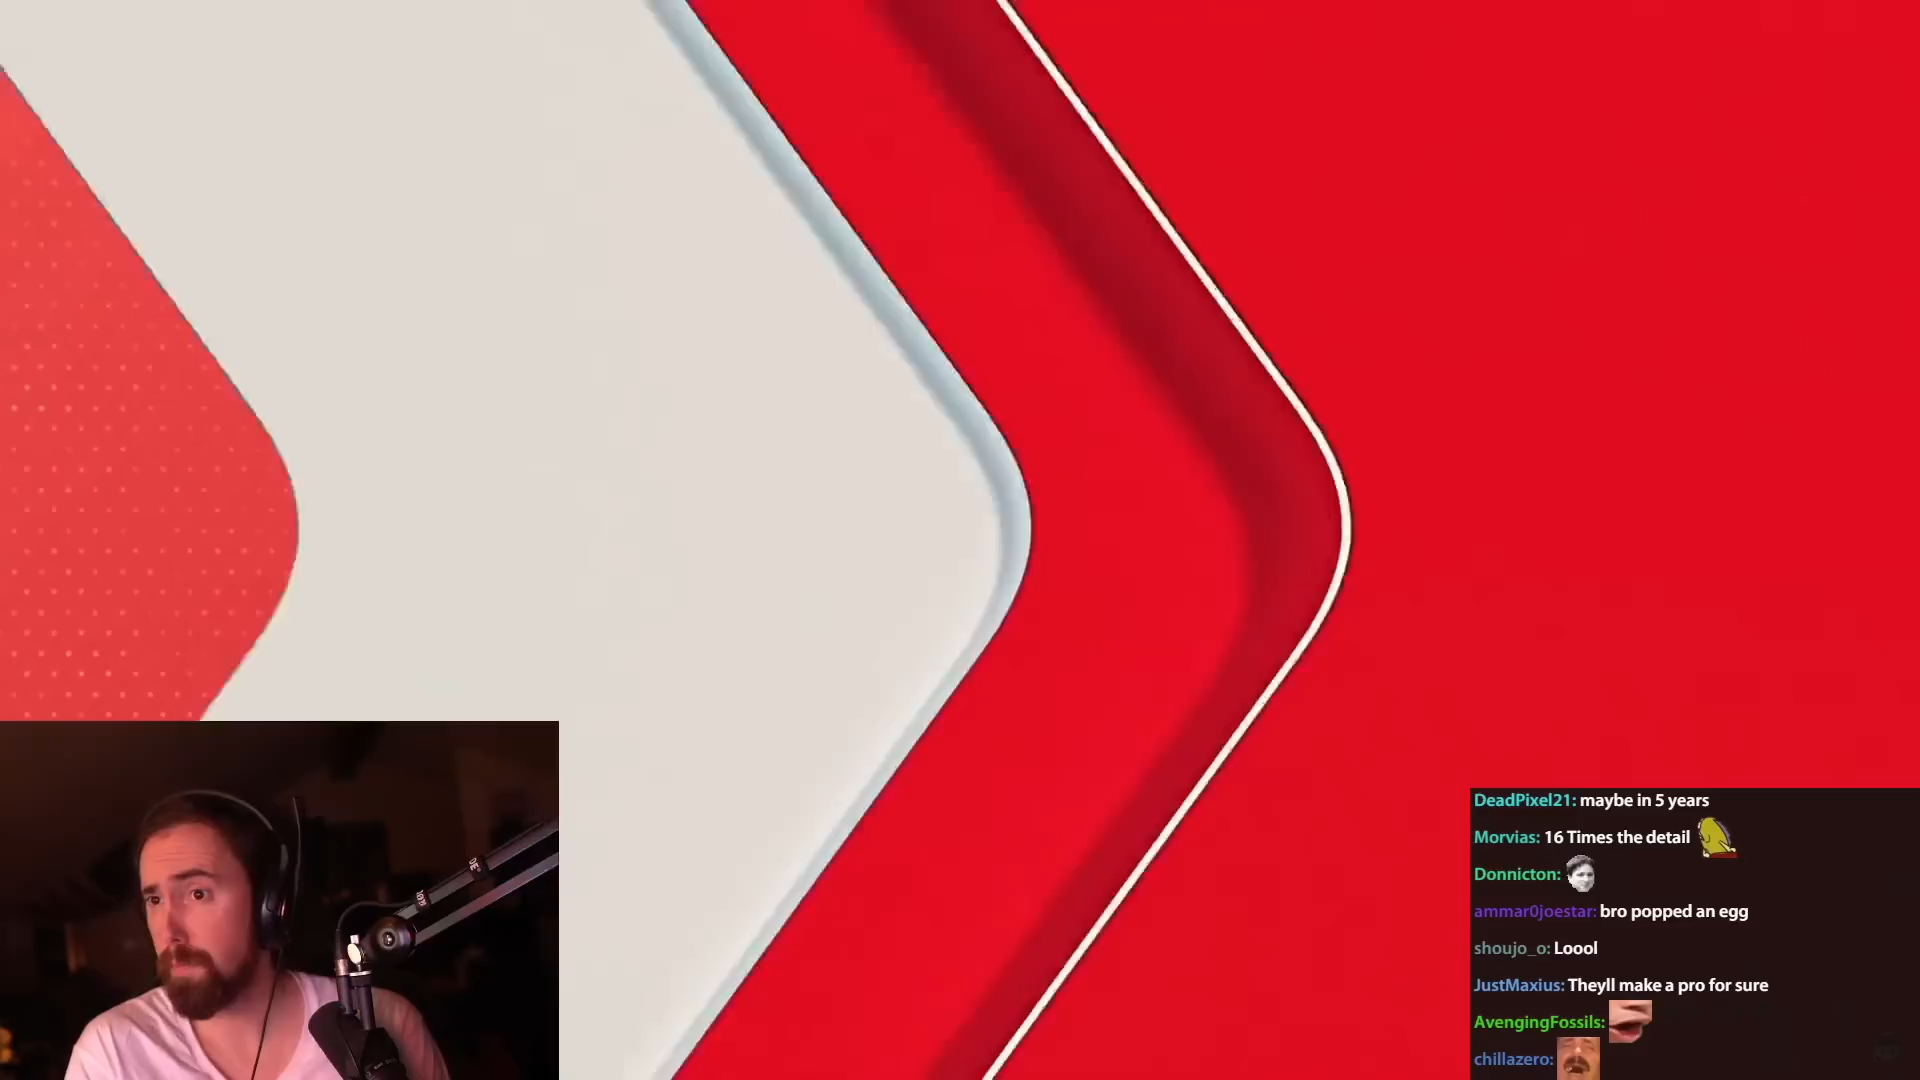 DeadPixel21: maybe in 5 years
Morvias: 16 Times the detail
Donnicton:
ammar0joestar: bro popped an egg
shoujo_o: Loool
JustMaxius: Theyll make a pro for sure
AvengingFossils:
chillazero: